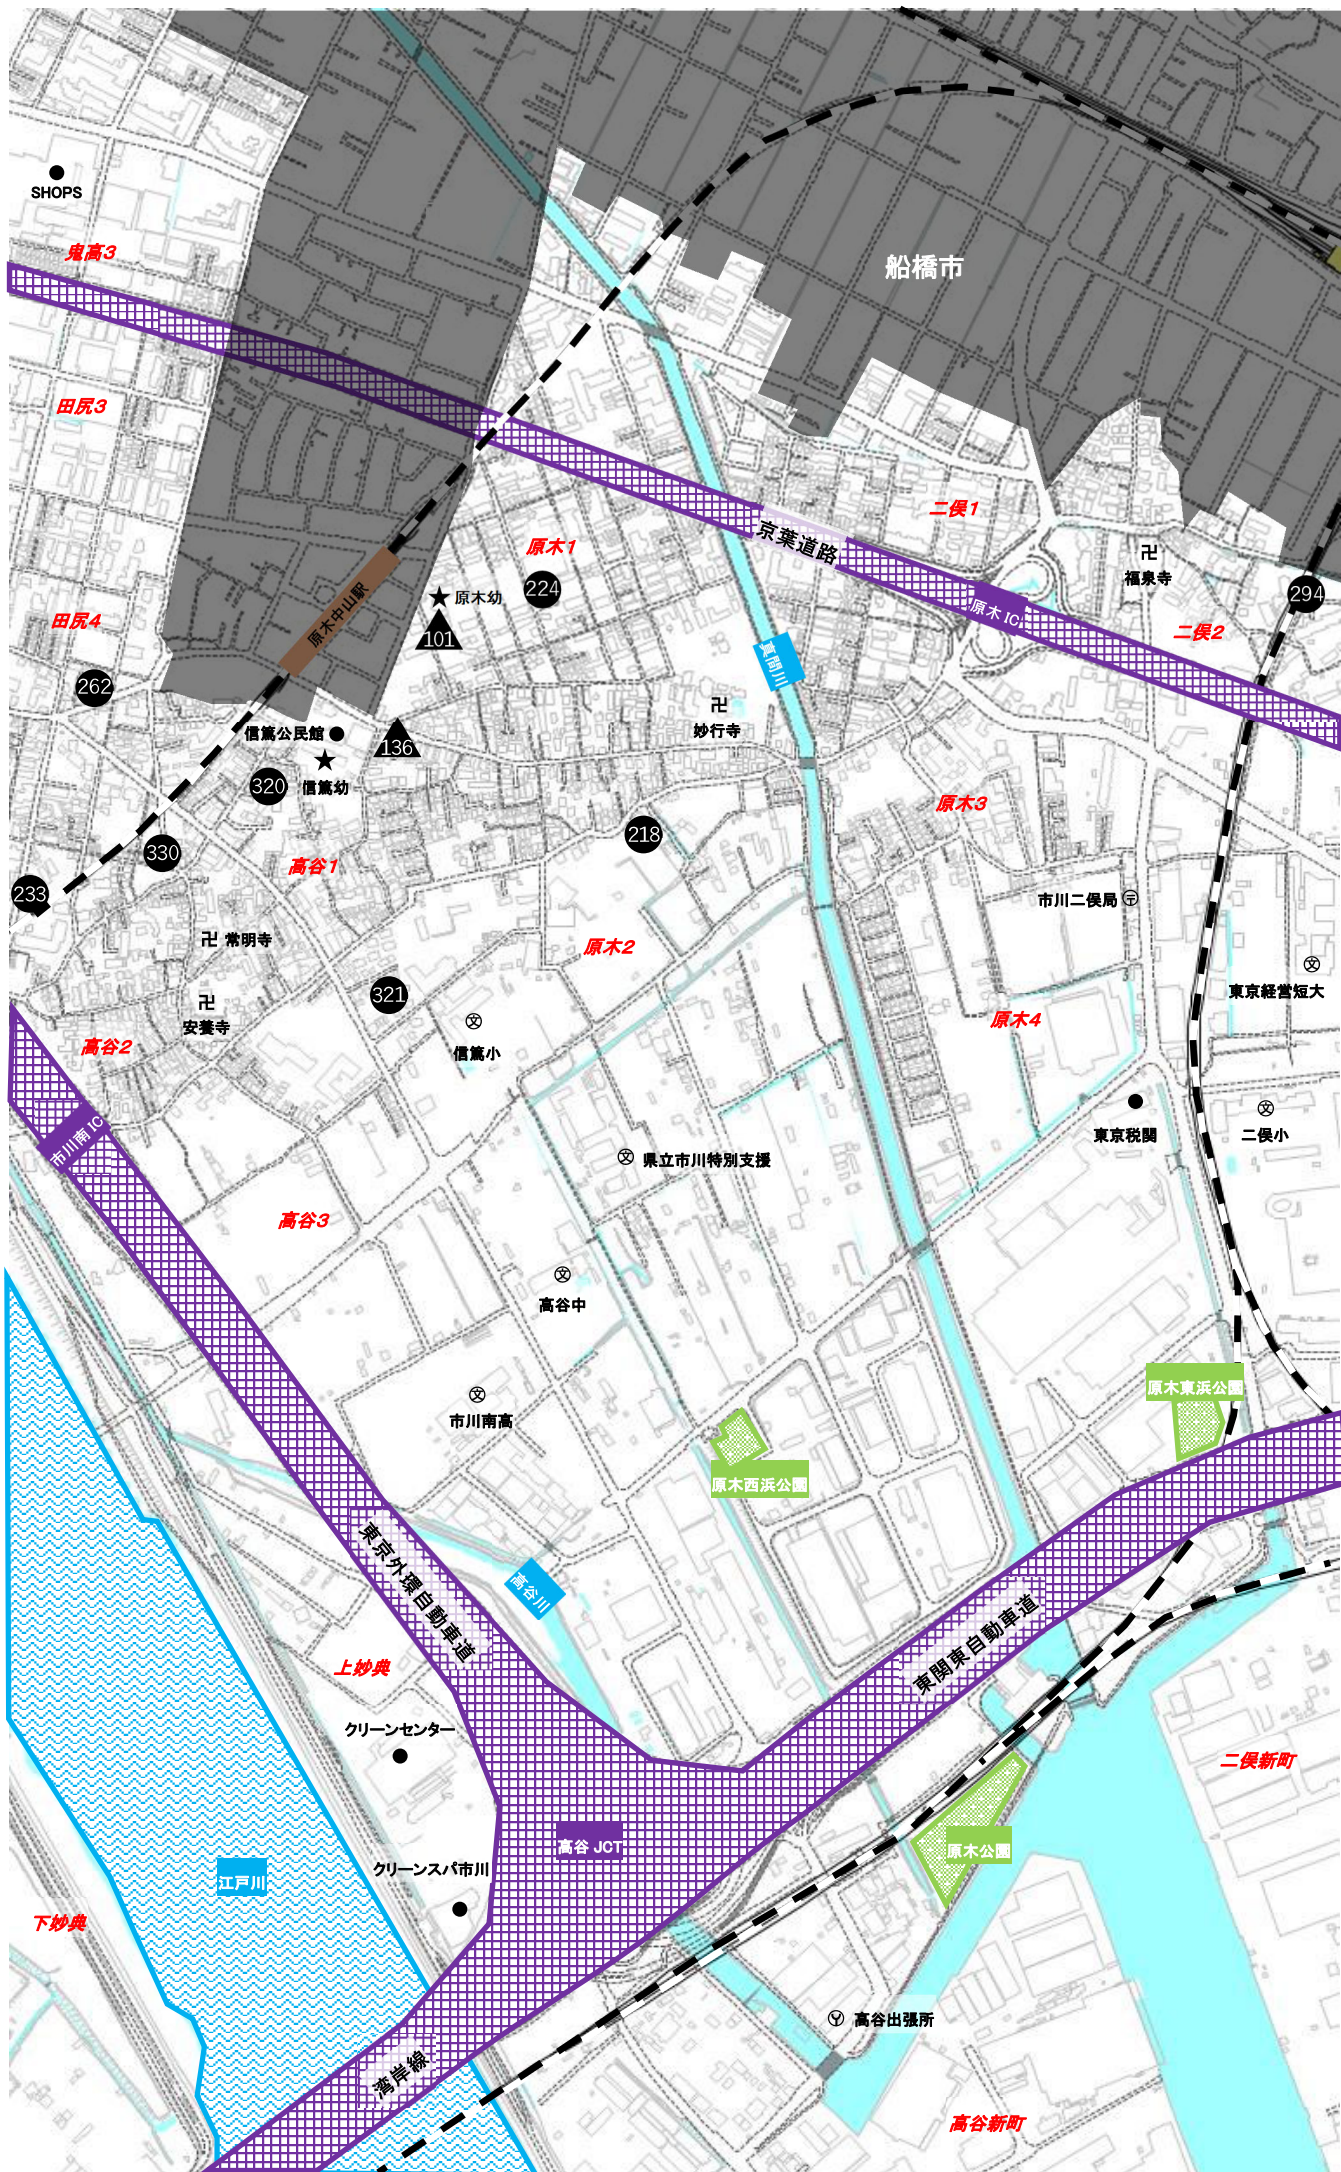 SHOPS
鬼高3
船橋市
田尻3
二俣1
京葉道路
原木1
福泉寺
224
原木中山駅
原木幼
原木IC
294
101
田尻4
二俣2
真間川
262
妙行寺
信篤公民館
136
320
信篤幼
原木3
218
330
高谷1
233
市川二俣局
常明寺
原木2
文
321
東京経営短大
安養寺
文
原木4
高谷2
信篤小
文
市川南IC
東京税関
二俣小
文
県立市川特別支援
高谷3
文
高谷中
原木東浜公園
文
市川南高
原木西浜公園
東京外環自動車道
高谷川
東関東自動車道
上妙典
クリーンセンター
二俣新町
高谷 JCT
原木公園
クリーンスパ市川
江戸川
下妙典
高谷出張所
湾岸線
高谷新町